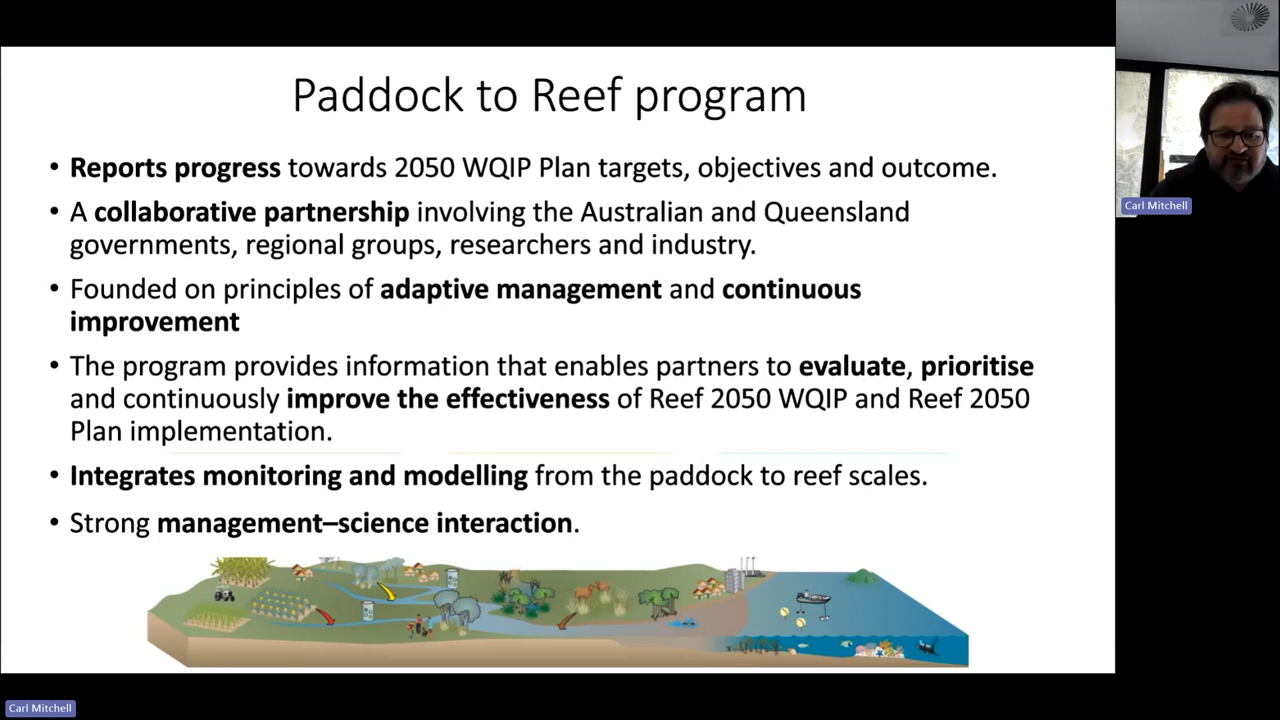 Paddock to Reef program
• Reports progress towards 2050 WQIP Plan targets, objectives and outcome.
• A collaborative partnership involving the Australian and Queensland
governments, regional groups, researchers and industry.
• Founded on principles of adaptive management and continuous
improvement
• The program provides information that enables partners to evaluate, prioritise
and continuously improve the effectiveness of Reef 2050 WQIP and Reef 2050
Plan implementation.
• Integrates monitoring and modelling from the paddock to reef scales.
• Strong management–science interaction.
Carl Mitchell
Carl Mitchell